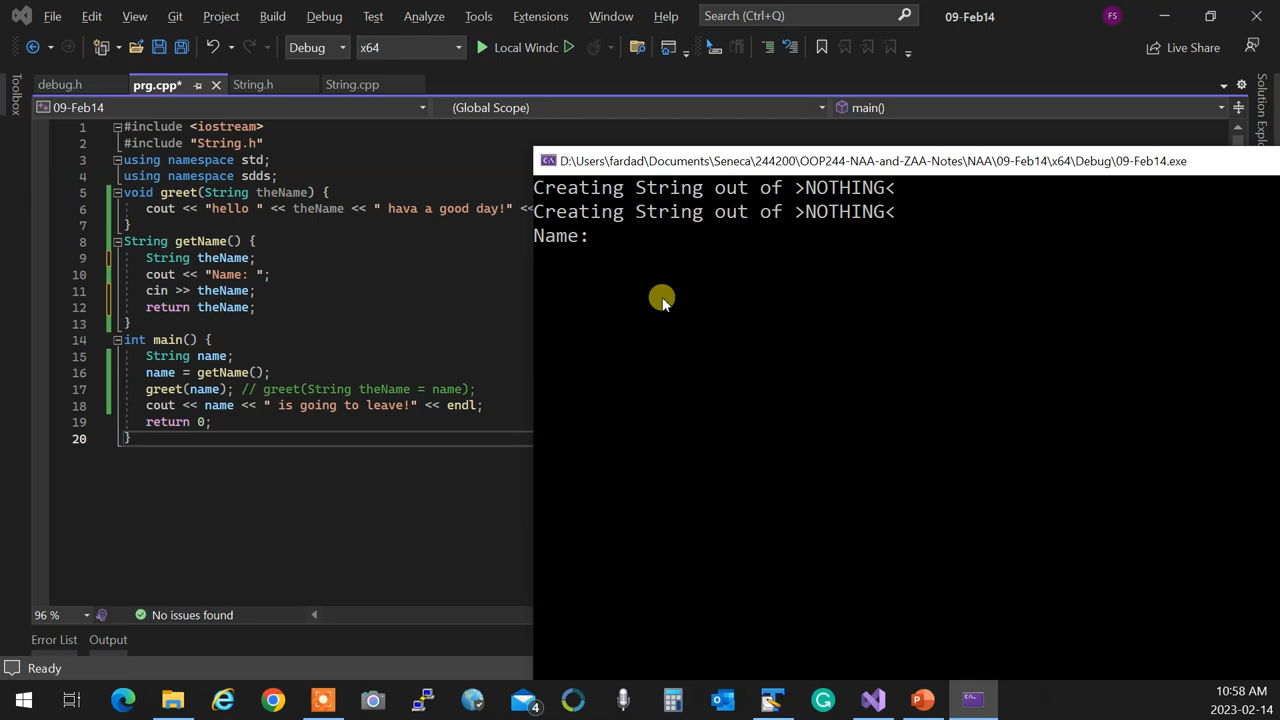 File Edit View Git Project Build Debug Test Analyze Tools Extensions Window Help Search (Ctrl+Q) 09-Feb14 FS
Debug x64 Local Windc Live Share
Toolbox
debug.h prg.cpp* String.h String.cpp
09-Feb14 (Global Scope) main()
Solution Explo
1 #include <iostream>
2 #include "String.h"
3 using namespace std;
4 using namespace sdds;
5 void greet(String theName) {
6 cout << "hello " << theName << " hava a good day!" <<
7 }
8 String getName() {
9 String theName;
10 cout << "Name: ";
11 cin >> theName;
12 return theName;
13 }
14 int main() {
15 String name;
16 name = getName();
17 greet(name); // greet(String theName = name);
18 cout << name << " is going to leave!" << endl;
19 return 0;
20 }
D:\Users\fardad\Documents\Seneca\244200\OOP244-NAA-and-ZAA-Notes\NAA\09-Feb14\x64\Debug\09-Feb14.exe
Creating String out of >NOTHING<
Creating String out of >NOTHING<
Name:
96 % No issues found
Error List Output
Ready
4
10:58 AM
2023-02-14